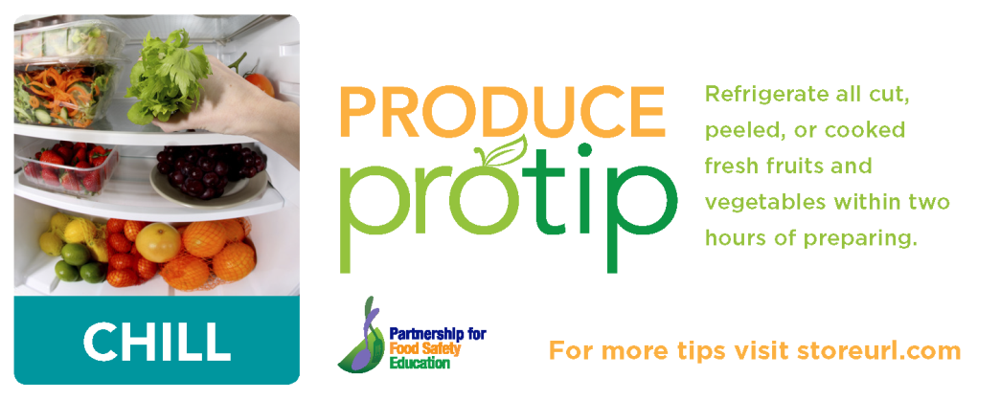 CHILL
PRODUCE
protip
Refrigerate all cut,
peeled, or cooked
fresh fruits and
vegetables within two
hours of preparing.
Partnership for
Food Safety
Education
For more tips visit storeurl.com